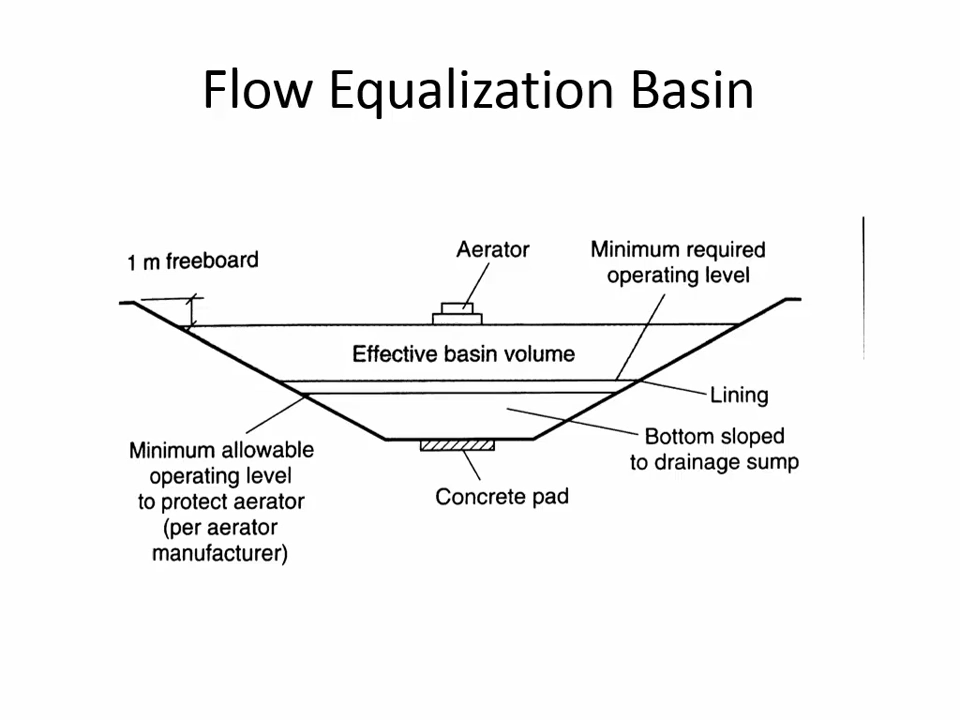 Flow Equalization Basin
1 m freeboard
Aerator
Minimum required
operating level
Effective basin volume
Lining
Minimum allowable
operating level
to protect aerator
(per aerator
manufacturer)
Bottom sloped
to drainage sump
Concrete pad